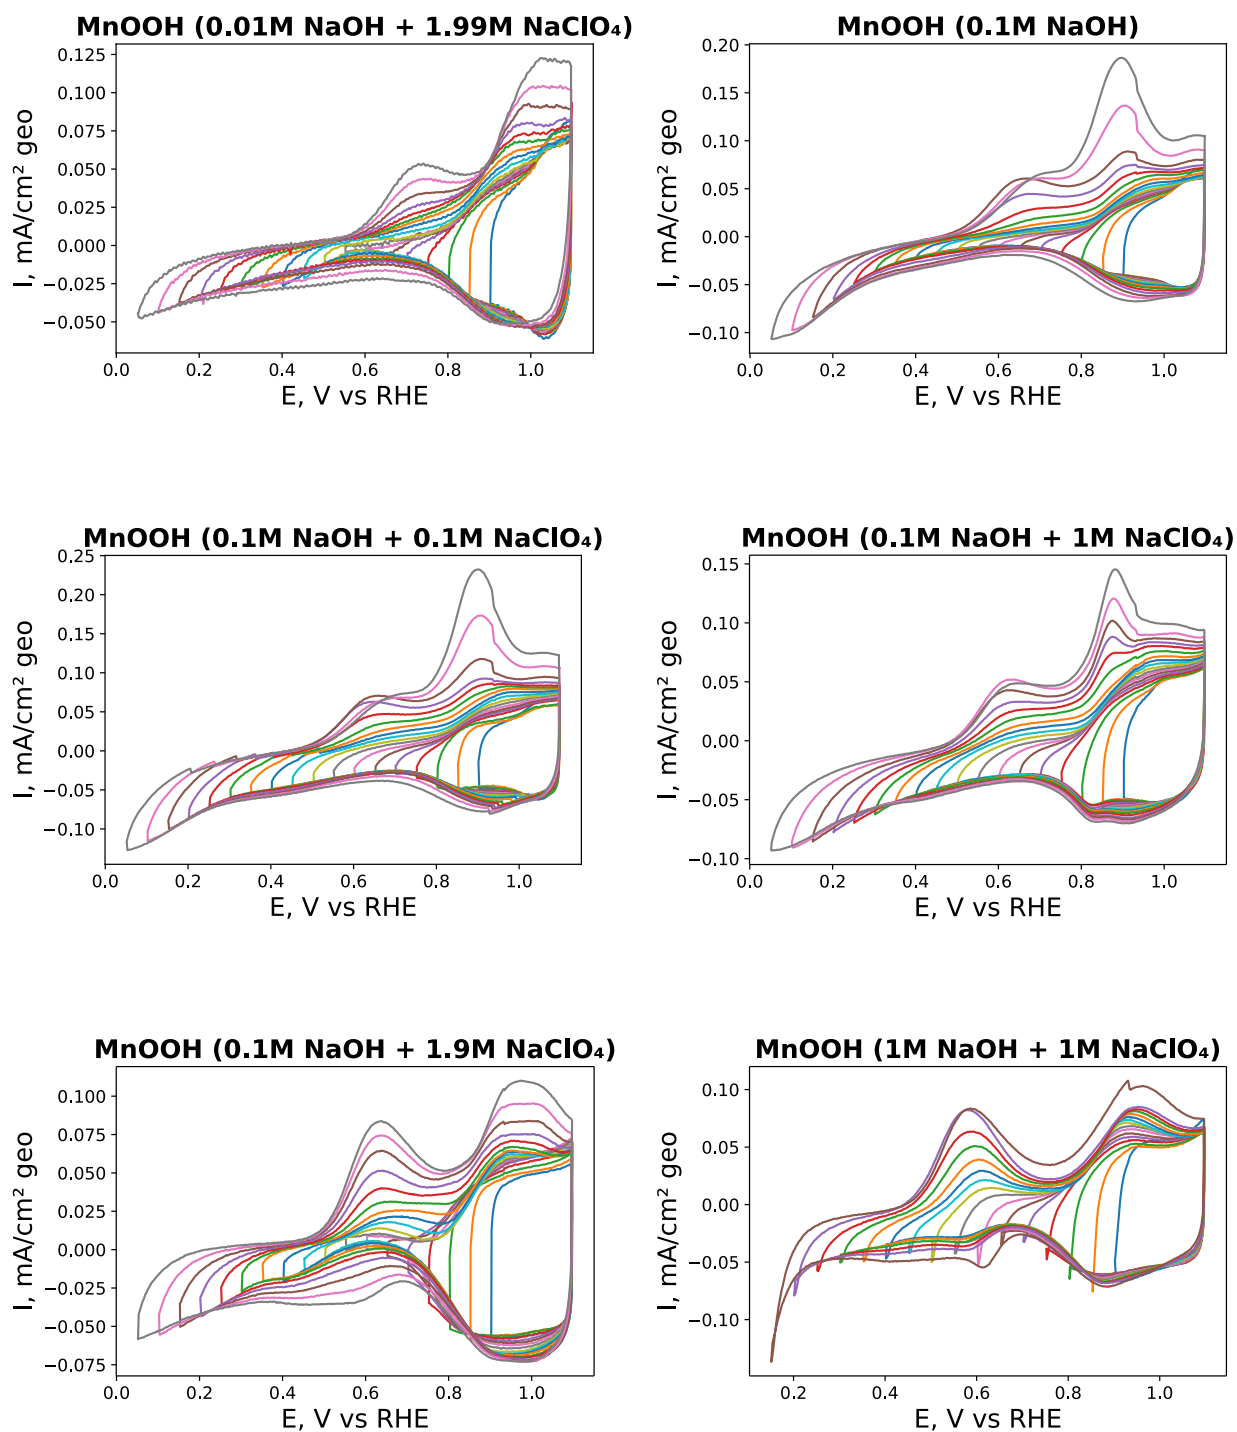 MnOOH (0.01M NaOH + 1.99M NaClO₄)
0.125
0.100
0.075
0.050
0.025
0.000
−0.025
−0.050
I, mA/cm² geo
0.0 0.2 0.4 0.6 0.8 1.0
E, V vs RHE
MnOOH (0.1M NaOH)
0.20
0.15
0.10
0.05
0.00
−0.05
−0.10
I, mA/cm² geo
0.0 0.2 0.4 0.6 0.8 1.0
E, V vs RHE
MnOOH (0.1M NaOH + 0.1M NaClO₄)
0.25
0.20
0.15
0.10
0.05
0.00
−0.05
−0.10
I, mA/cm² geo
0.0 0.2 0.4 0.6 0.8 1.0
E, V vs RHE
MnOOH (0.1M NaOH + 1M NaClO₄)
0.15
0.10
0.05
0.00
−0.05
−0.10
I, mA/cm² geo
0.0 0.2 0.4 0.6 0.8 1.0
E, V vs RHE
MnOOH (0.1M NaOH + 1.9M NaClO₄)
0.100
0.075
0.050
0.025
0.000
−0.025
−0.050
−0.075
I, mA/cm² geo
0.0 0.2 0.4 0.6 0.8 1.0
E, V vs RHE
MnOOH (1M NaOH + 1M NaClO₄)
0.10
0.05
0.00
−0.05
−0.10
I, mA/cm² geo
0.2 0.4 0.6 0.8 1.0
E, V vs RHE